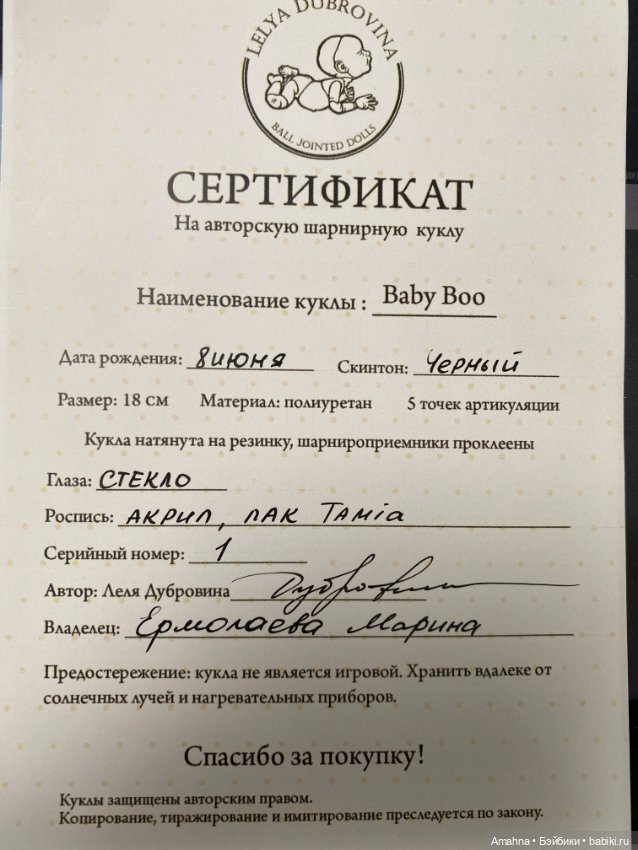 LELYA DUBROVINA
BALL JOINTED DOLLS
СЕРТИФИКАТ
На авторскую шарнирную куклу
Наименование куклы : Baby Boo
Дата рождения: 8 июня Скинтон: Черный
Размер: 18 см Материал: полиуретан 5 точек артикуляции
Кукла натянута на резинку, шарнироприемники проклеены
Глаза: СТЕКЛО
Роспись: АКРИЛ, ЛАК Tamia
Серийный номер: 1
Автор: Леля Дубровина
Владелец: Ермолаева Марина
Предостережение: кукла не является игровой. Хранить вдалеке от
солнечных лучей и нагревательных приборов.
Спасибо за покупку!
Куклы защищены авторским правом.
Копирование, тиражирование и имитирование преследуется по закону.
Amahna • Бэйбики • babiki.ru